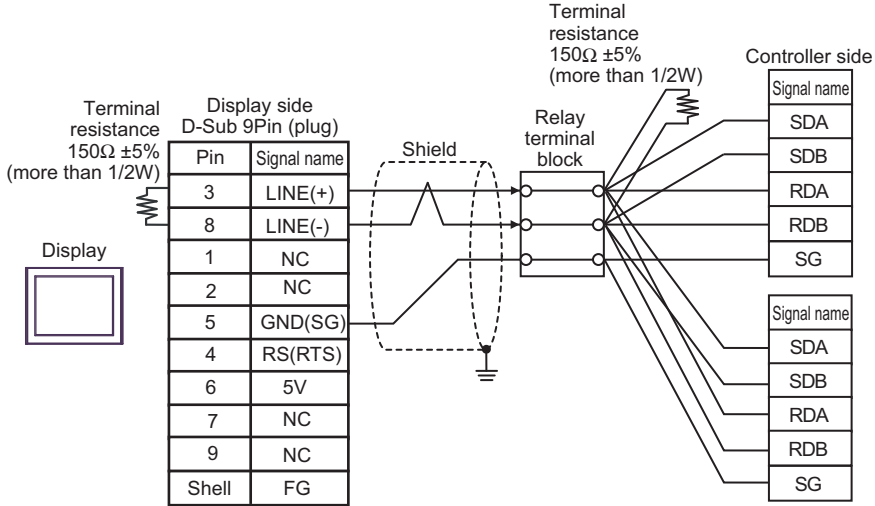 Terminal
resistance
150Ω ±5%
(more than 1/2W)
Controller side
Signal name
SDA
SDB
RDA
RDB
SG
Terminal
resistance
150Ω ±5%
(more than 1/2W)
Display side
D-Sub 9Pin (plug)
Pin
Signal name
3
LINE(+)
8
LINE(-)
1
NC
2
NC
5
GND(SG)
4
RS(RTS)
6
5V
7
NC
9
NC
Shell
FG
Display
Shield
Relay
terminal
block
Signal name
SDA
SDB
RDA
RDB
SG